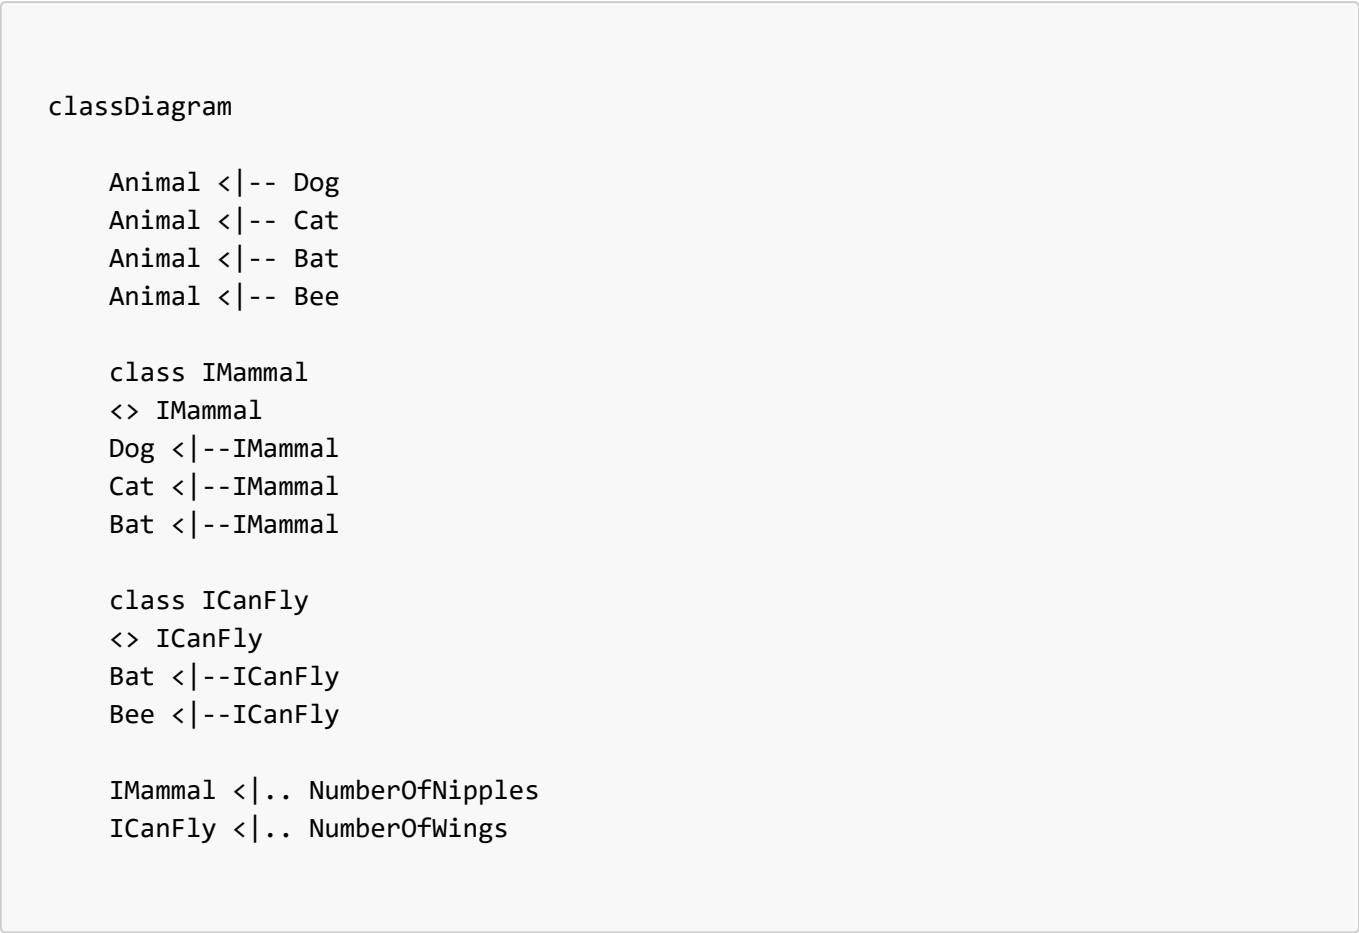 classDiagram
Animal <|-- Dog
Animal <|-- Cat
Animal <|-- Bat
Animal <|-- Bee
class IMammal
<> IMammal
Dog <|--IMammal
Cat <|--IMammal
Bat <|--IMammal
class ICanFly
<> ICanFly
Bat <|--ICanFly
Bee <|--ICanFly
IMammal <|.. NumberOfNipples
ICanFly <|.. NumberOfWings